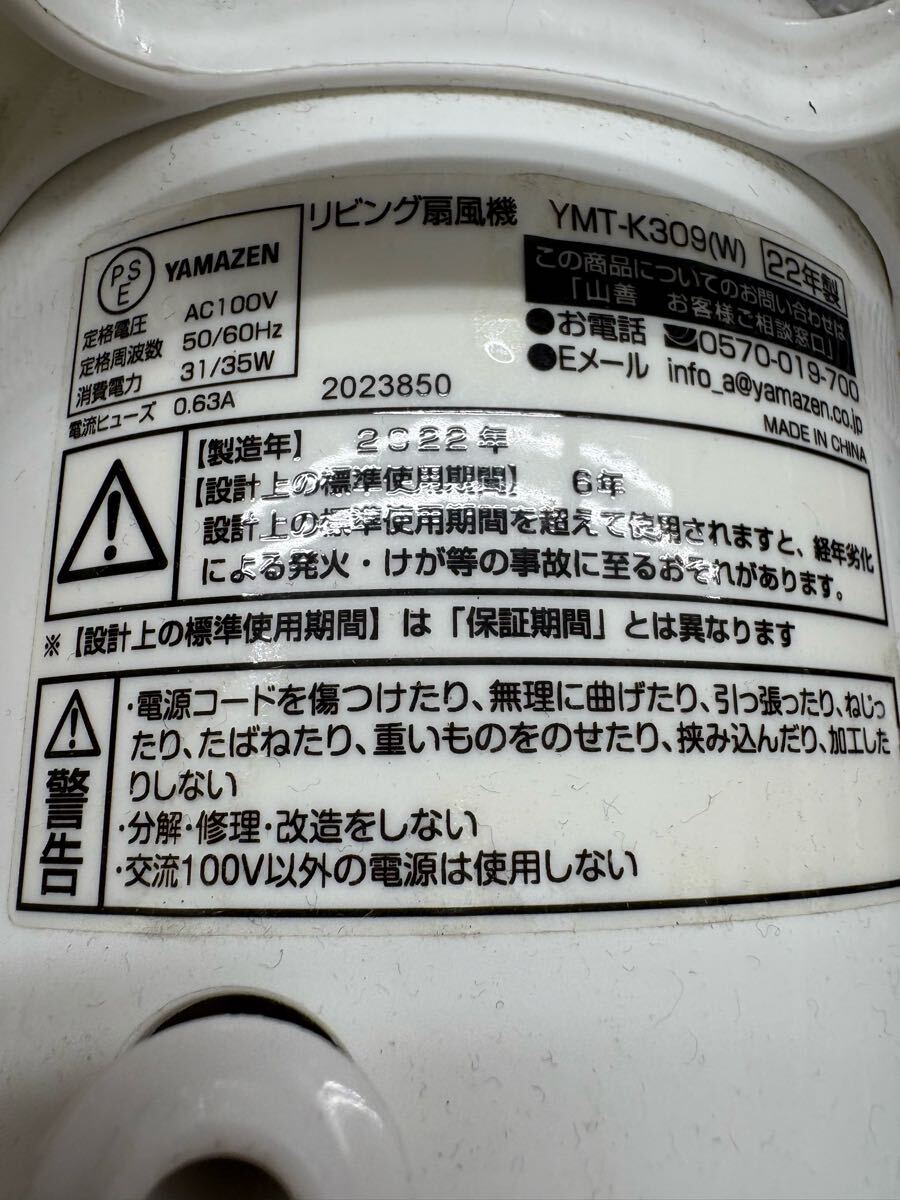 リビング扇風機 YMT-K309(W) 22年製
PSE YAMAZEN
定格電圧 AC100V
定格周波数 50/60Hz
消費電力 31/35W
電流ヒューズ 0.63A
2023850
この商品についてのお問い合わせは
「山善 お客様ご相談窓口」
●お電話 0570-019-700
●Eメール info_a@yamazen.co.jp
MADE IN CHINA
【製造年】 2022年
【設計上の標準使用期間】 6年
設計上の標準使用期間を超えて使用されますと、経年劣化
による発火・けが等の事故に至るおそれがあります。
※【設計上の標準使用期間】は「保証期間」とは異なります
警告
・電源コードを傷つけたり、無理に曲げたり、引っ張ったり、ねじっ
たり、たばねたり、重いものをのせたり、挟み込んだり、加工した
りしない
・分解・修理・改造をしない
・交流100V以外の電源は使用しない